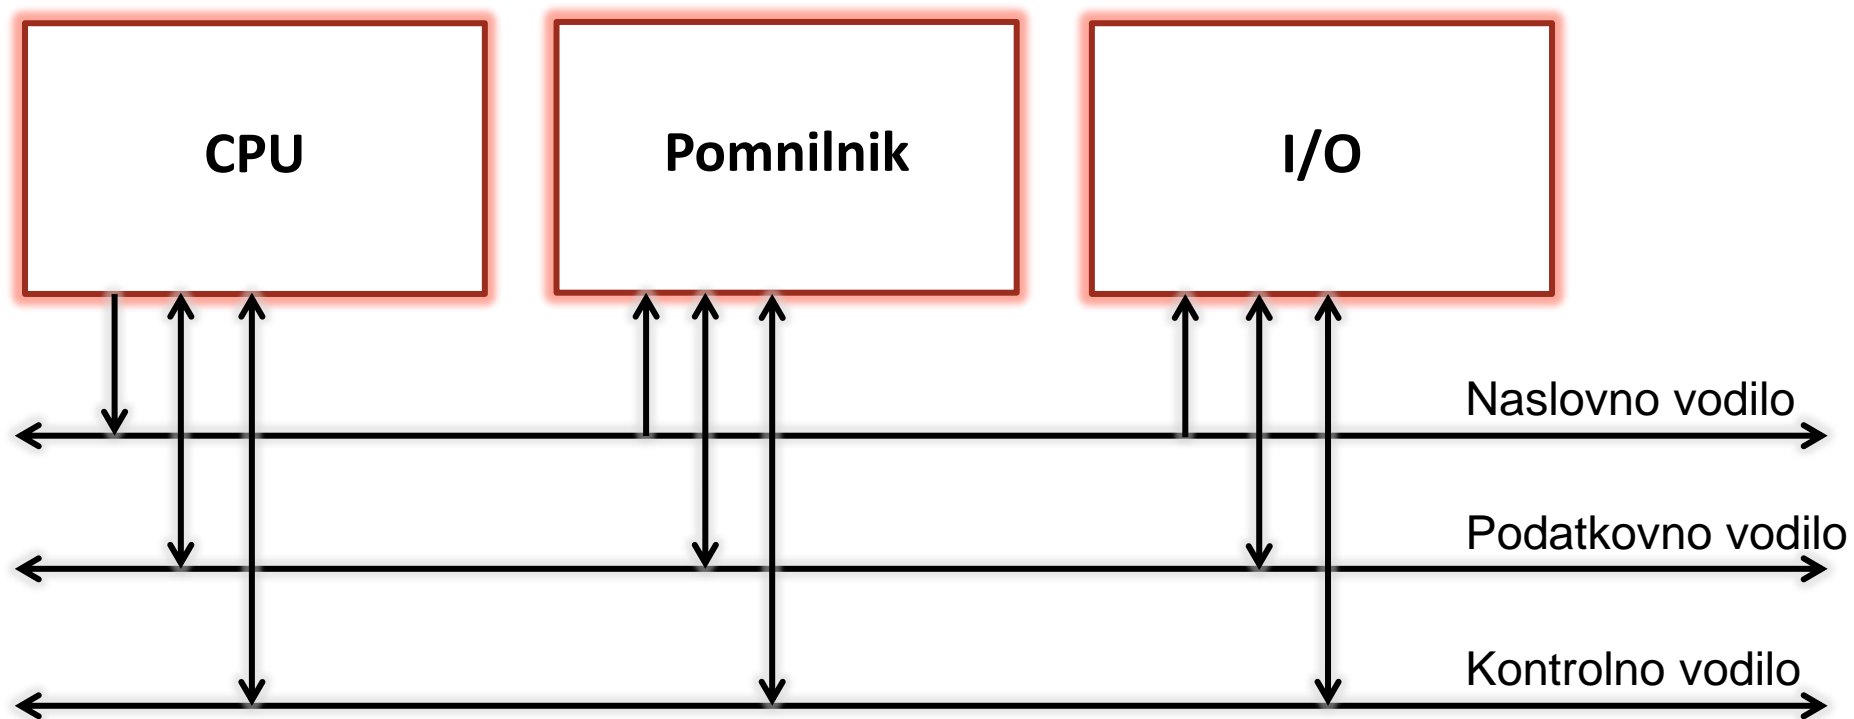 CPU
Pomnilnik
I/O
Naslovno vodilo
Podatkovno vodilo
Kontrolno vodilo